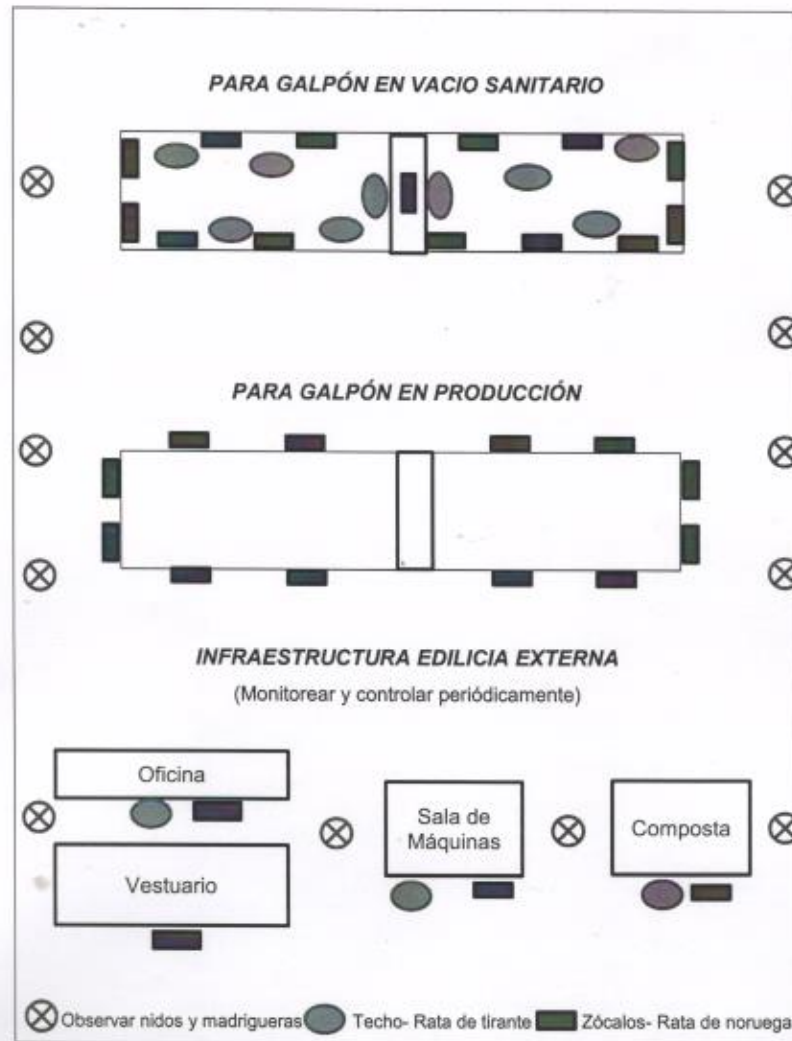 PARA GALPÓN EN VACIO SANITARIO
PARA GALPÓN EN PRODUCCIÓN
INFRAESTRUCTURA EDILICIA EXTERNA
(Monitorear y controlar periódicamente)
Oficina
Sala de
Máquinas
Composta
Vestuario
Observar nidos y madrigueras
Techo- Rata de tirante
Zócalos- Rata de noruega